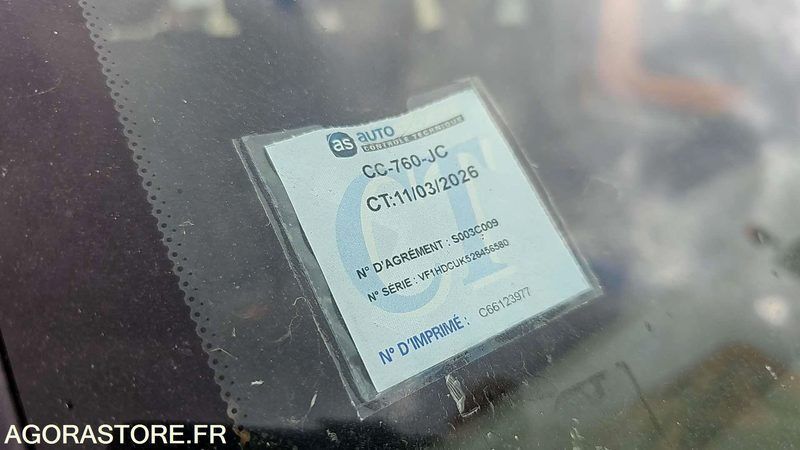 as AUTO
CONTRÔLE TECHNIQUE
CC-760-JC
CT:11/03/2026
CT
N° D'AGRÉMENT : S003C009
N° SÉRIE : VF1HDCUK528456580
N° D'IMPRIMÉ : C66123977
AGORASTORE.FR